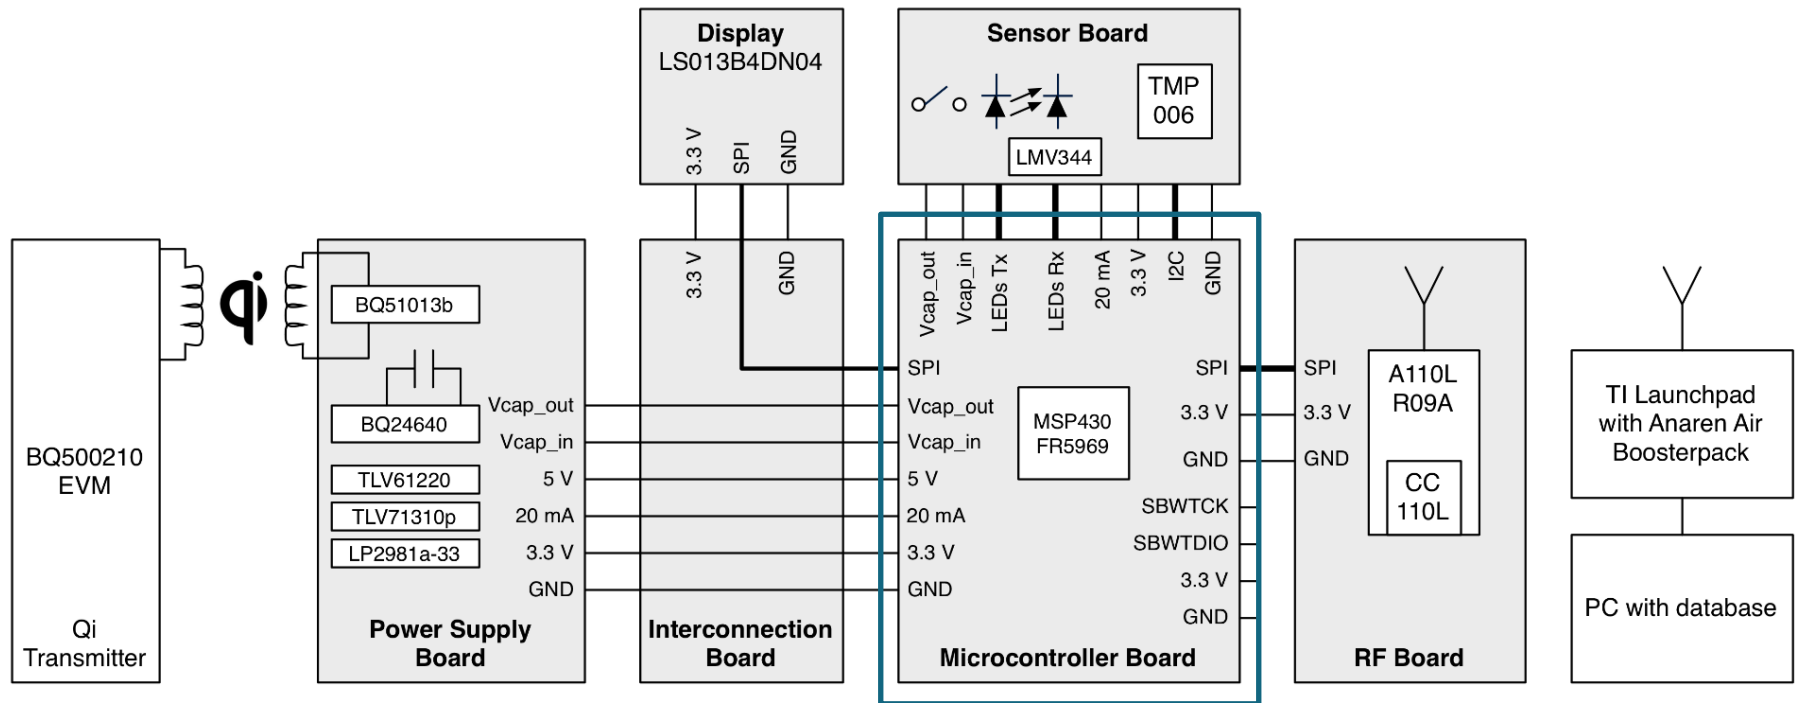 Display
LS013B4DN04
3.3 V
SPI
GND
Sensor Board
TMP
006
LMV344
BQ500210
EVM
Qi
Transmitter
qi
BQ51013b
BQ24640
TLV61220
TLV71310p
LP2981a-33
Vcap_out
Vcap_in
5 V
20 mA
3.3 V
GND
Power Supply
Board
3.3 V
GND
Interconnection
Board
Vcap_out
Vcap_in
LEDs Tx
LEDs Rx
20 mA
3.3 V
I2C
GND
SPI
Vcap_out
Vcap_in
5 V
20 mA
3.3 V
GND
MSP430
FR5969
SPI
3.3 V
GND
SBWTCK
SBWTDIO
3.3 V
GND
Microcontroller Board
SPI
3.3 V
GND
A110L
R09A
CC
110L
RF Board
TI Launchpad
with Anaren Air
Boosterpack
PC with database